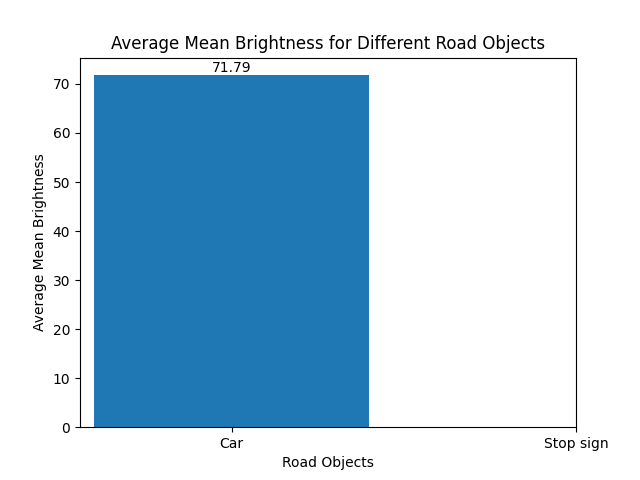 Average Mean Brightness for Different Road Objects
71.79
70
60
50
40
30
20
10
0
Average Mean Brightness
Car Stop sign
Road Objects